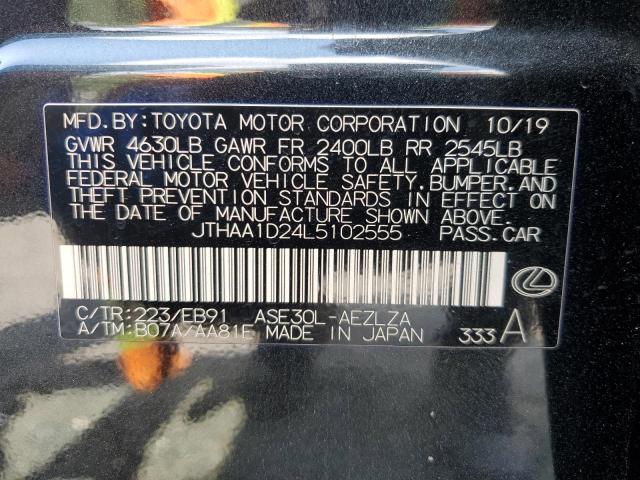 MFD.BY:TOYOTA MOTOR CORPORATION 10/19
GVWR 4630LB GAWR FR 2400LB RR 2545LB
THIS VEHICLE CONFORMS TO ALL APPLICABLE
FEDERAL MOTOR VEHICLE SAFETY.BUMPER.AND
THEFT PREVENTION STANDARDS IN EFFECT ON
THE DATE OF MANUFACTURE SHOWN ABOVE.
JTHAA1D24L5102555 PASS.CAR
C/TR:223/EB91 ASE30L-AEZLZA
A/TM:B07A/AA81E MADE IN JAPAN 333A